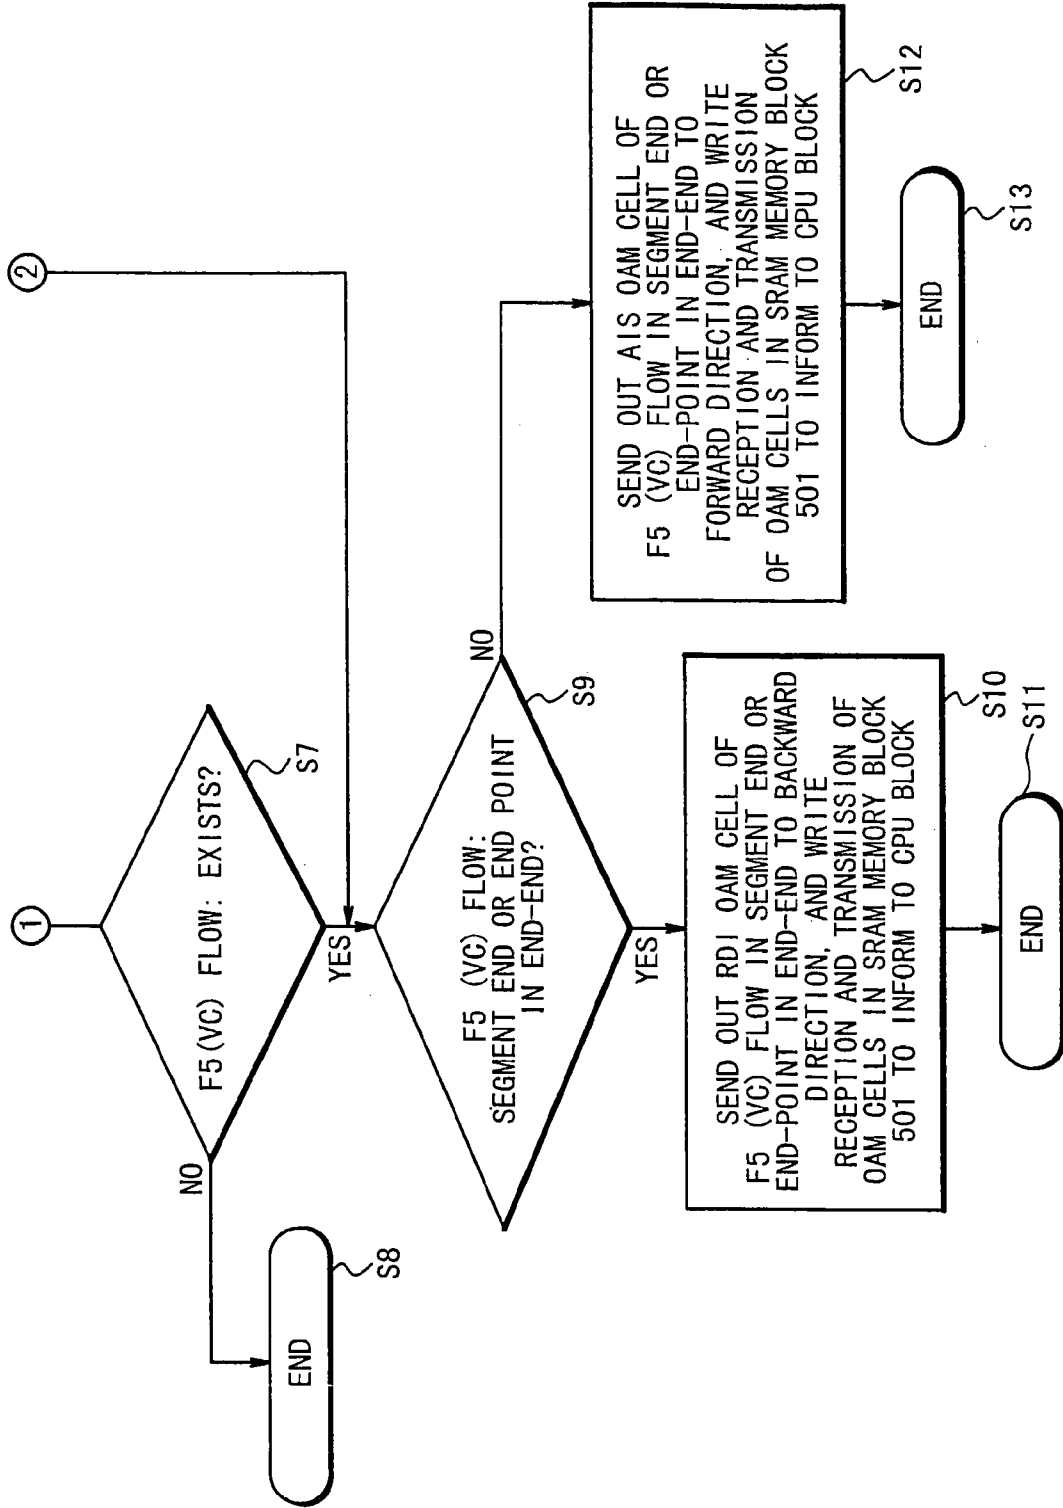 1
2
F5(VC) FLOW: EXISTS?
S7
NO
YES
END
S8
F5 (VC) FLOW:
SEGMENT END OR END POINT
IN END-END?
S9
NO
YES
SEND OUT RDI OAM CELL OF
F5 (VC) FLOW IN SEGMENT END OR
END-POINT IN END-END TO BACKWARD
DIRECTION, AND WRITE
RECEPTION AND TRANSMISSION OF
OAM CELLS IN SRAM MEMORY BLOCK
501 TO INFORM TO CPU BLOCK
S10
END
S11
SEND OUT AIS OAM CELL OF
F5 (VC) FLOW IN SEGMENT END OR
END-POINT IN END-END TO
FORWARD DIRECTION, AND WRITE
RECEPTION AND TRANSMISSION
OF OAM CELLS IN SRAM MEMORY BLOCK
501 TO INFORM TO CPU BLOCK
S12
END
S13